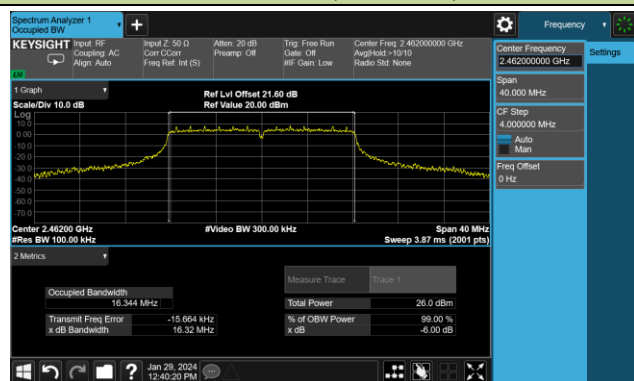 Spectrum Analyzer 1
Occupied BW
+
Frequency
KEYSIGHT
Input: RF
Coupling: AC
Align: Auto
Input Z: 50 Ω
Corr CCorr
Freq Ref: Int (S)
Atten: 20 dB
Preamp: Off
Trig: Free Run
Gate: Off
#IF Gain: Low
Center Freq: 2.462000000 GHz
Avg|Hold:>10/10
Radio Std: None
Center Frequency
2.462000000 GHz
Settings
Span
40.000 MHz
CF Step
4.000000 MHz
Auto
Man
Freq Offset
0 Hz
1 Graph
Scale/Div 10.0 dB
Ref Lvl Offset 21.60 dB
Ref Value 20.00 dBm
Log
10.0
0.00
-10.0
-20.0
-30.0
-40.0
-50.0
-60.0
-70.0
Center 2.46200 GHz
#Res BW 100.00 kHz
#Video BW 300.00 kHz
Span 40 MHz
Sweep 3.87 ms (2001 pts)
2 Metrics
Measure Trace Trace 1
Occupied Bandwidth
16.344 MHz
Total Power 26.0 dBm
Transmit Freq Error -15.664 kHz
% of OBW Power 99.00 %
x dB Bandwidth 16.32 MHz
x dB -6.00 dB
?
Jan 29, 2024
12:40:20 PM